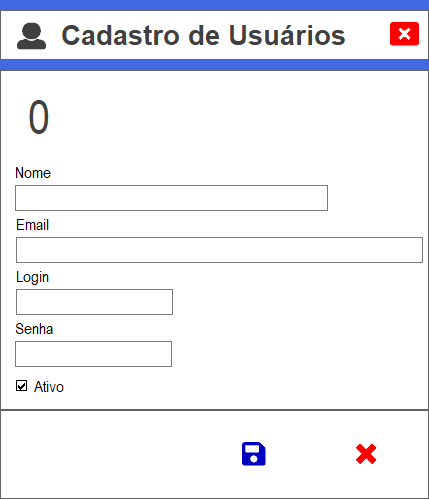 Cadastro de Usuários
0
Nome
Email
Login
Senha
Ativo